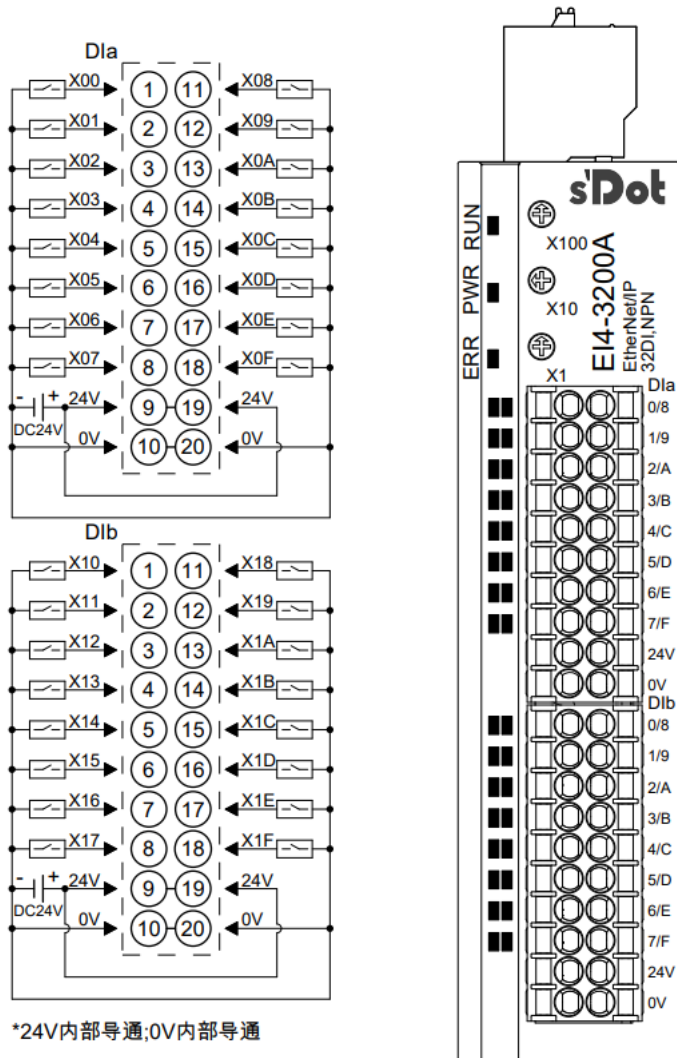 DIa
X00 1 11 X08
X01 2 12 X09
X02 3 13 X0A
X03 4 14 X0B
X04 5 15 X0C
X05 6 16 X0D
X06 7 17 X0E
X07 8 18 X0F
- + 24V 9 19 24V
DC24V
0V 10 20 0V
DIb
X10 1 11 X18
X11 2 12 X19
X12 3 13 X1A
X13 4 14 X1B
X14 5 15 X1C
X15 6 16 X1D
X16 7 17 X1E
X17 8 18 X1F
- + 24V 9 19 24V
DC24V
0V 10 20 0V
*24V内部导通;0V内部导通
s'Dot
RUN
PWR
ERR
X100
X10
X1
EI4-3200A
EtherNet/IP
32DI,NPN
DIa
0/8
1/9
2/A
3/B
4/C
5/D
6/E
7/F
24V
0V
DIb
0/8
1/9
2/A
3/B
4/C
5/D
6/E
7/F
24V
0V